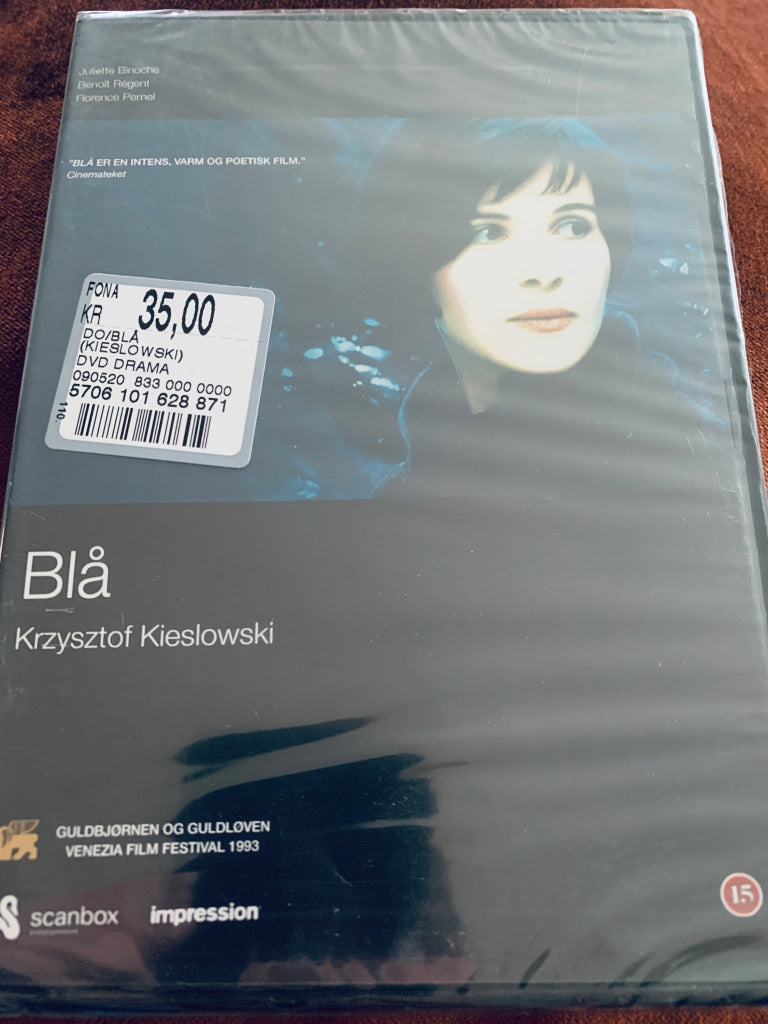 Juliette Binoche
Benoît Régent
Florence Pernel
"BLÅ ER EN INTENS, VARM OG POETISK FILM."
Cinemateket
FONA
KR 35,00
DO/BLÅ
(KIESLOWSKI)
DVD DRAMA
090520 833 000 0000
5706 101 628 871
110.
Blå
Krzysztof Kieslowski
GULDBJØRNEN OG GULDLØVEN
VENEZIA FILM FESTIVAL 1993
scanbox
entertainment
impression
15